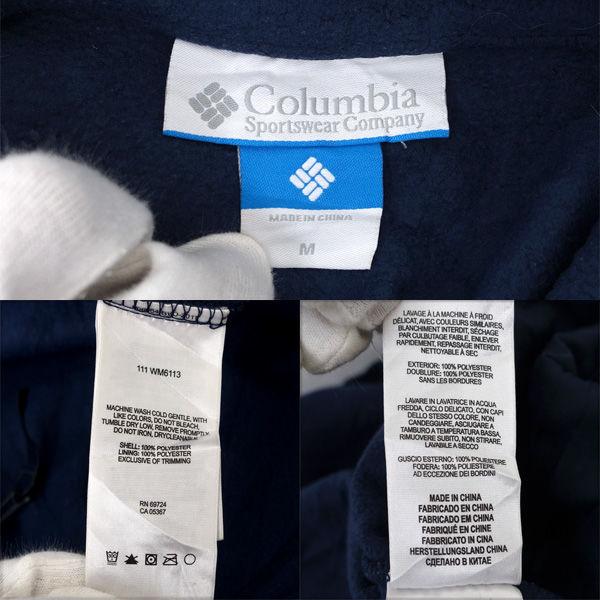 Columbia
Sportswear Company
MADE IN CHINA
M
111 WM6113
MACHINE WASH COLD GENTLE, WITH
LIKE COLORS, DO NOT BLEACH,
TUMBLE DRY LOW, REMOVE PROMPTLY,
DO NOT IRON, DRYCLEANABLE
SHELL: 100% POLYESTER
LINING: 100% POLYESTER
EXCLUSIVE OF TRIMMING
RN 69724
CA 05367
LAVAGE À LA MACHINE À FROID
DÉLICAT, AVEC COULEURS SIMILAIRES,
BLANCHIMENT INTERDIT, SÉCHAGE
PAR CULBUTAGE FAIBLE, ENLEVER
RAPIDEMENT, REPASSAGE INTERDIT,
NETTOYABLE À SEC
EXTERIOR: 100% POLYESTER
DOUBLURE: 100% POLYESTER
SANS LES BORDURES
LAVARE IN LAVATRICE IN ACQUA
FREDDA, CICLO DELICATO, CON CAPI
DELLO STESSO COLORE, NON
CANDEGGIARE, ASCIUGARE A
TAMBURO A TEMPERATURA BASSA,
RIMUOVERE SUBITO, NON STIRARE,
LAVABILE A SECCO
GUSCIO ESTERNO: 100% POLIESTERE
FODERA: 100% POLIESTERE
AD ECCEZIONE DEI BORDINI
MADE IN CHINA
FABRICADO EN CHINA
FABRICADO EM CHINA
FABRIQUÉ EN CHINE
FATTO IN CINA
HERSTELLUNGSLAND CHINA
СДЕЛАНО В КИТАЕ